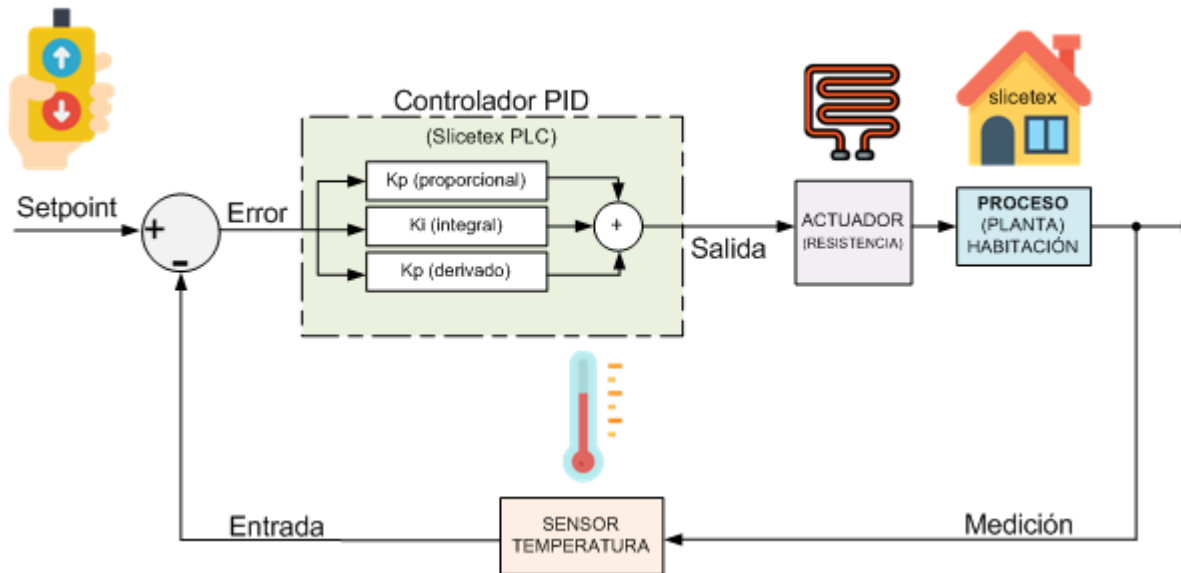 Controlador PID
(Slicetex PLC)
slicetex
Setpoint
+
-
Error
Kp (proporcional)
Ki (integral)
Kp (derivado)
+
Salida
ACTUADOR
(RESISTENCIA)
PROCESO
(PLANTA)
HABITACIÓN
Entrada
SENSOR
TEMPERATURA
Medición